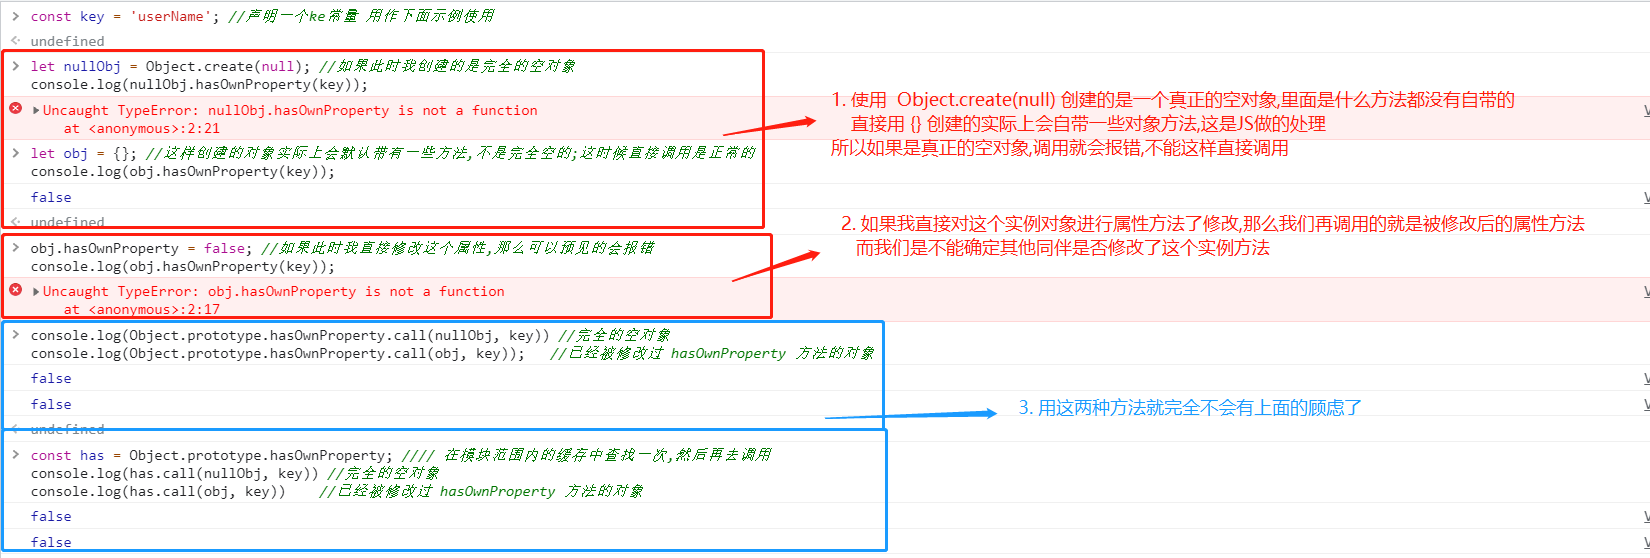 const key = 'userName'; //声明一个ke常量 用作下面示例使用
undefined
let nullObj = Object.create(null); //如果此时我创建的是完全的空对象
console.log(nullObj.hasOwnProperty(key));
Uncaught TypeError: nullObj.hasOwnProperty is not a function
at <anonymous>:2:21
let obj = {}; //这样创建的对象实际上会默认带有一些方法,不是完全空的;这时候直接调用是正常的
console.log(obj.hasOwnProperty(key));
false
undefined
1. 使用 Object.create(null) 创建的是一个真正的空对象,里面是什么方法都没有自带的
直接用 {} 创建的实际上会自带一些对象方法,这是JS做的处理
所以如果是真正的空对象,调用就会报错,不能这样直接调用
obj.hasOwnProperty = false; //如果此时我直接修改这个属性,那么可以预见的会报错
console.log(obj.hasOwnProperty(key));
Uncaught TypeError: obj.hasOwnProperty is not a function
at <anonymous>:2:17
2. 如果我直接对这个实例对象进行属性方法了修改,那么我们再调用的就是被修改后的属性方法
而我们是不能确定其他同伴是否修改了这个实例方法
console.log(Object.prototype.hasOwnProperty.call(nullObj, key)) //完全的空对象
console.log(Object.prototype.hasOwnProperty.call(obj, key)); //已经被修改过 hasOwnProperty 方法的对象
false
false
undefined
3. 用这两种方法就完全不会有上面的顾虑了
const has = Object.prototype.hasOwnProperty; //// 在模块范围内的缓存中查找一次,然后再去调用
console.log(has.call(nullObj, key)) //完全的空对象
console.log(has.call(obj, key)) //已经被修改过 hasOwnProperty 方法的对象
false
false